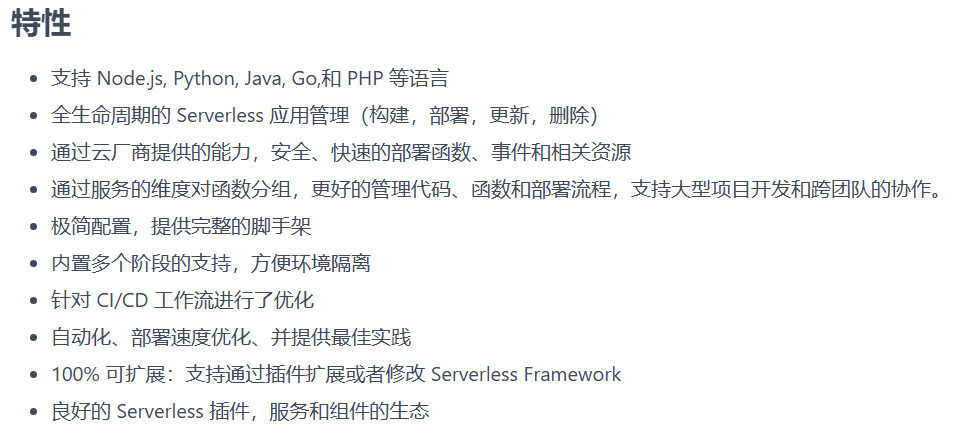 特性
• 支持 Node.js, Python, Java, Go,和 PHP 等语言
• 全生命周期的 Serverless 应用管理（构建，部署，更新，删除）
• 通过云厂商提供的能力，安全、快速的部署函数、事件和相关资源
• 通过服务的维度对函数分组，更好的管理代码、函数和部署流程，支持大型项目开发和跨团队的协作。
• 极简配置，提供完整的脚手架
• 内置多个阶段的支持，方便环境隔离
• 针对 CI/CD 工作流进行了优化
• 自动化、部署速度优化、并提供最佳实践
• 100% 可扩展：支持通过插件扩展或者修改 Serverless Framework
• 良好的 Serverless 插件，服务和组件的生态